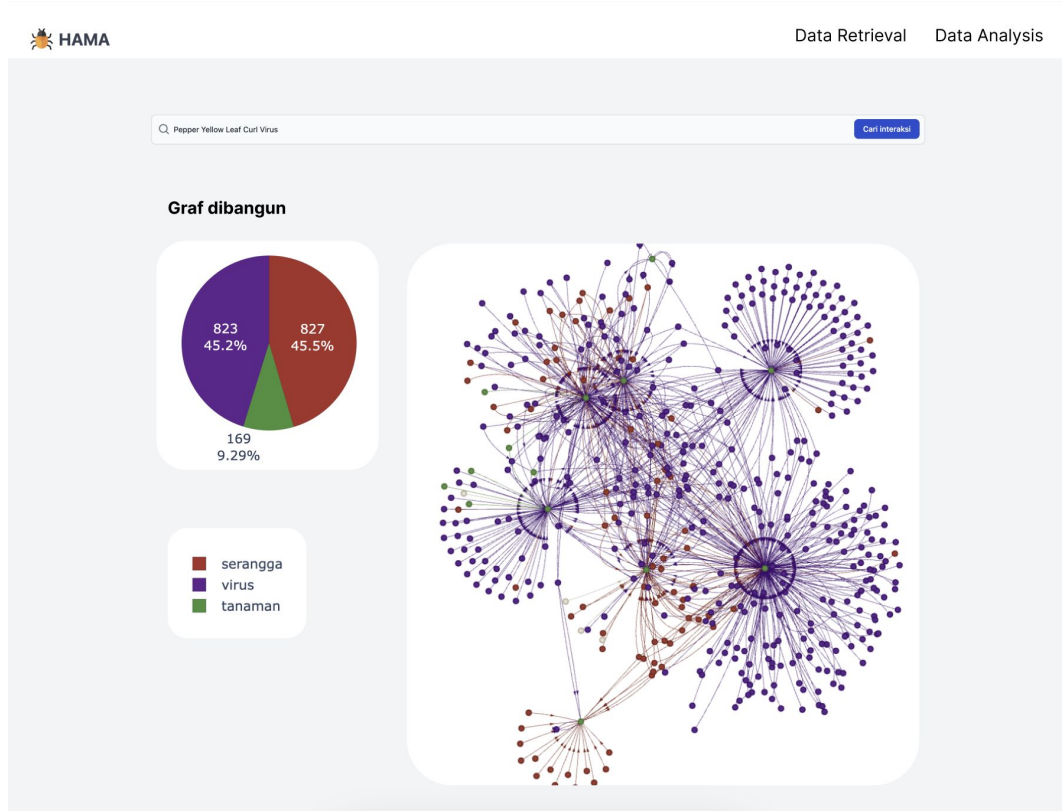 HAMA
Data Retrieval
Data Analysis
Pepper Yellow Leaf Curl Virus
Cari interaksi
Graf dibangun
823
45.2%
827
45.5%
169
9.29%
serangga
virus
tanaman